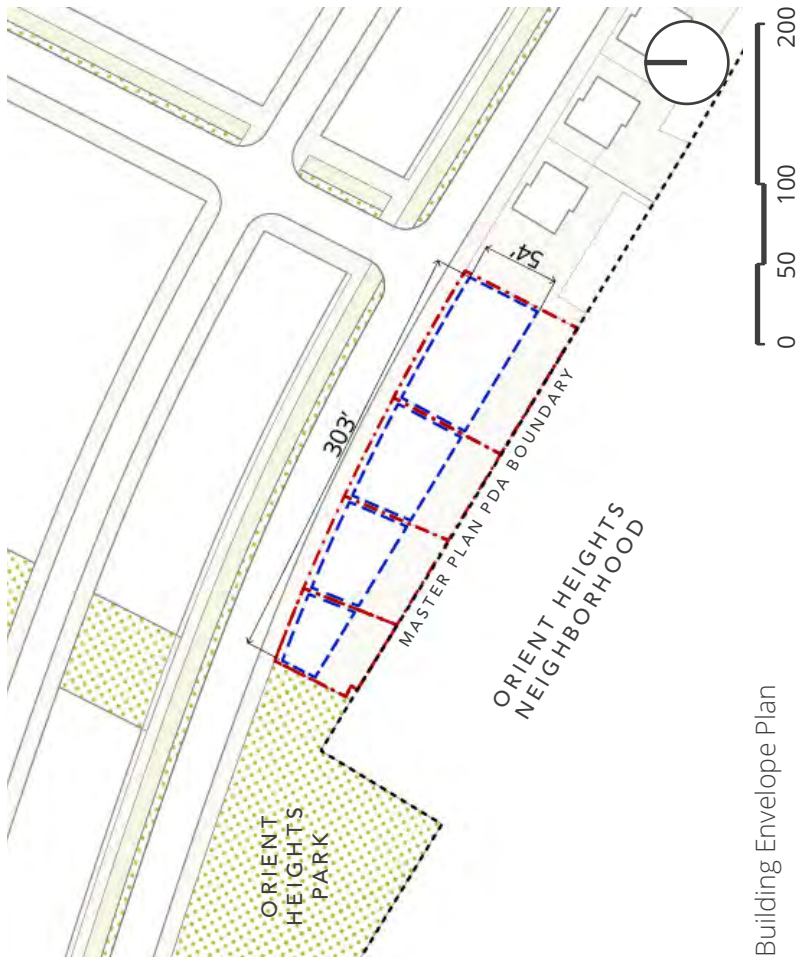 303'
54'
MASTER PLAN PDA BOUNDARY
ORIENT HEIGHTS
NEIGHBORHOOD
ORIENT
HEIGHTS
PARK
0 50 100 200
Building Envelope Plan